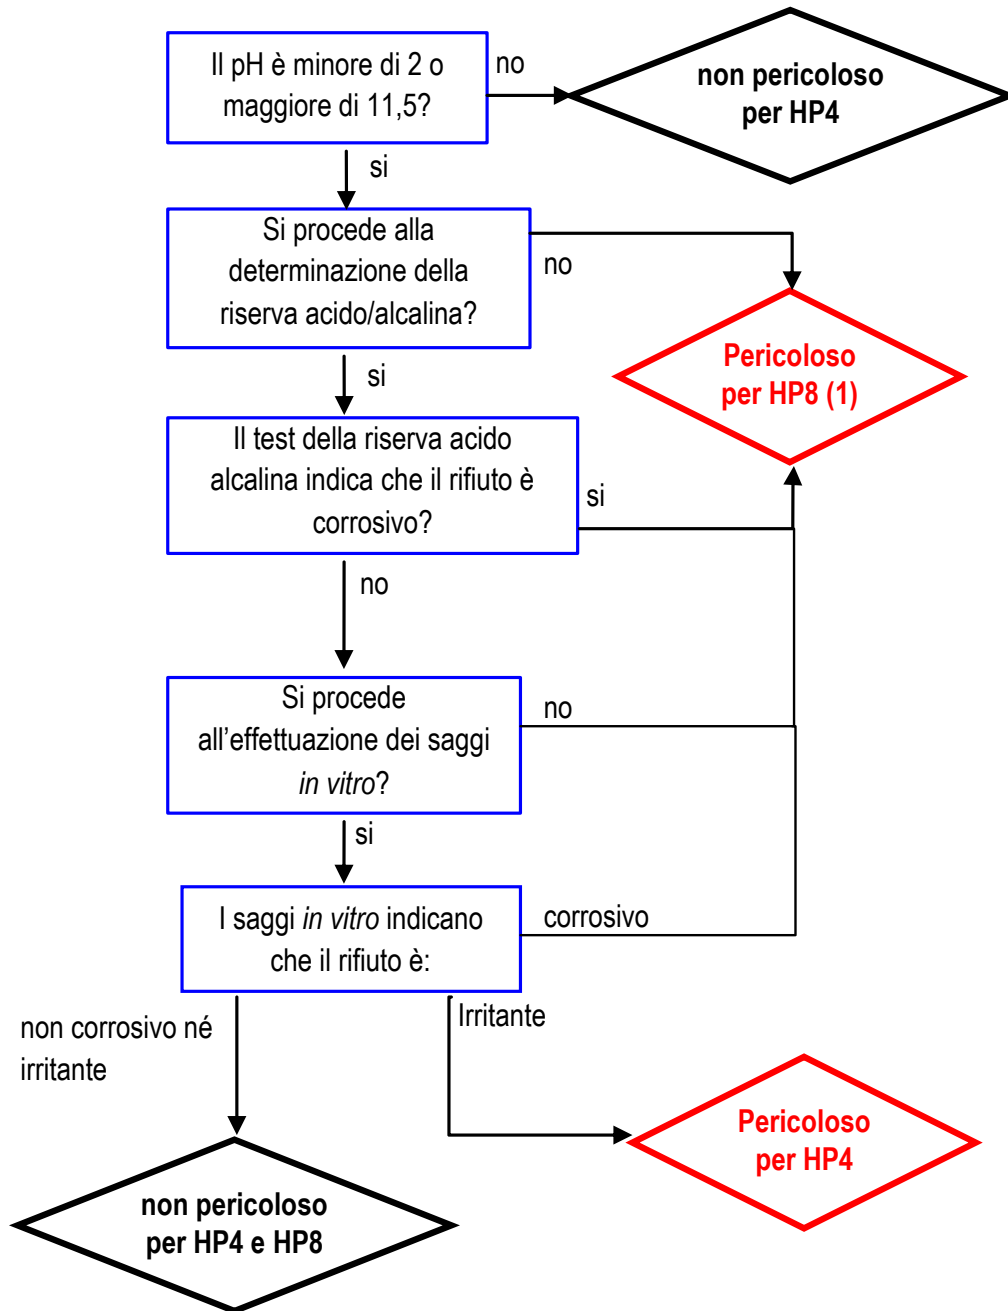 Il pH è minore di 2 o
maggiore di 11,5?
no
non pericoloso
per HP4
si
Si procede alla
determinazione della
riserva acido/alcalina?
no
Pericoloso
per HP8 (1)
si
Il test della riserva acido
alcalina indica che il rifiuto è
corrosivo?
si
no
Si procede
all'effettuazione dei saggi
in vitro?
no
si
I saggi in vitro indicano
che il rifiuto è:
corrosivo
non corrosivo né
irritante
Irritante
Pericoloso
per HP4
non pericoloso
per HP4 e HP8